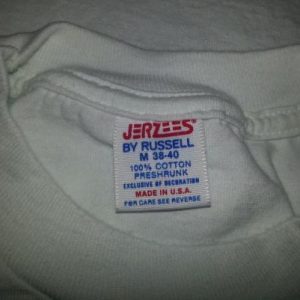 JERZEES
BY RUSSELL
M 38-40
100% COTTON
PRESHRUNK
EXCLUSIVE OF DECORATION
MADE IN U.S.A.
FOR CARE SEE REVERSE